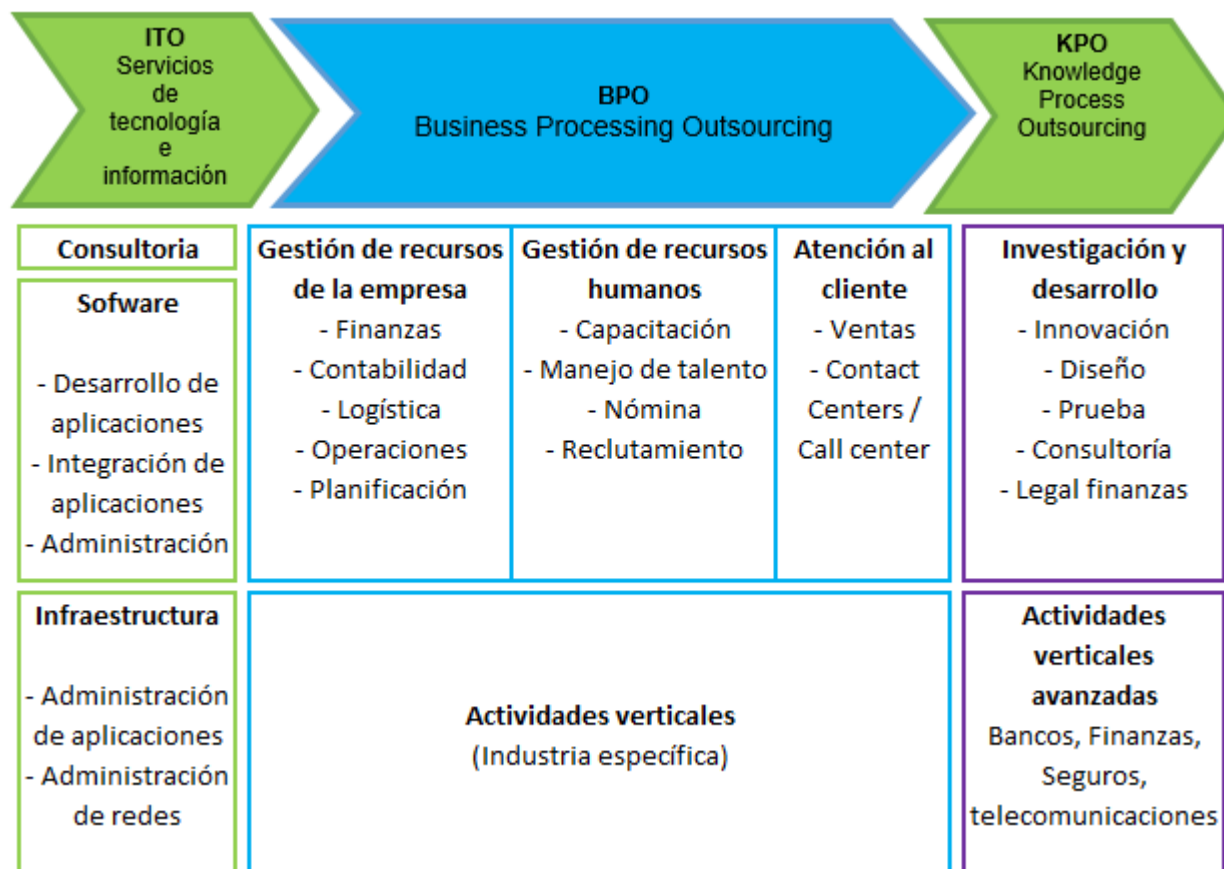 ITO
Servicios
de
tecnología
e
información
BPO
Business Processing Outsourcing
KPO
Knowledge
Process
Outsourcing
Consultoria
Sofware
- Desarrollo de
aplicaciones
- Integración de
aplicaciones
- Administración
Infraestructura
- Administración
de aplicaciones
- Administración
de redes
Gestión de recursos
de la empresa
- Finanzas
- Contabilidad
- Logística
- Operaciones
- Planificación
Gestión de recursos
humanos
- Capacitación
- Manejo de talento
- Nómina
- Reclutamiento
Atención al
cliente
- Ventas
- Contact
Centers /
Call center
Actividades verticales
(Industria específica)
Investigación y
desarrollo
- Innovación
- Diseño
- Prueba
- Consultoría
- Legal finanzas
Actividades
verticales
avanzadas
Bancos, Finanzas,
Seguros,
telecomunicaciones